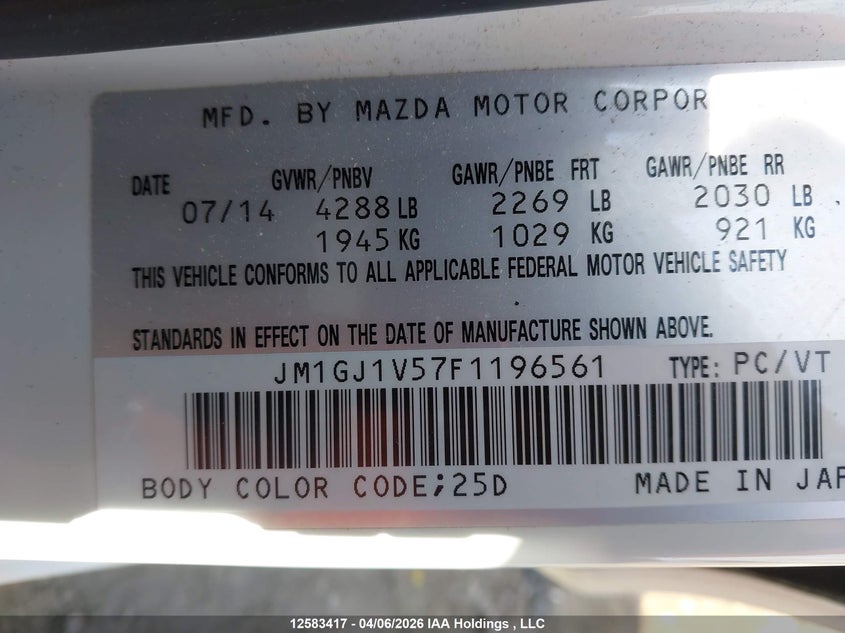 MFD. BY MAZDA MOTOR CORPOR
DATE GVWR/PNBV GAWR/PNBE FRT GAWR/PNBE RR
07/14 4288 LB 2269 LB 2030 LB
1945 KG 1029 KG 921 KG
THIS VEHICLE CONFORMS TO ALL APPLICABLE FEDERAL MOTOR VEHICLE SAFETY
STANDARDS IN EFFECT ON THE DATE OF MANUFACTURE SHOWN ABOVE.
JM1GJ1V57F1196561 TYPE: PC/VT
BODY COLOR CODE;25D MADE IN JAP
12583417 - 04/06/2026 IAA Holdings , LLC